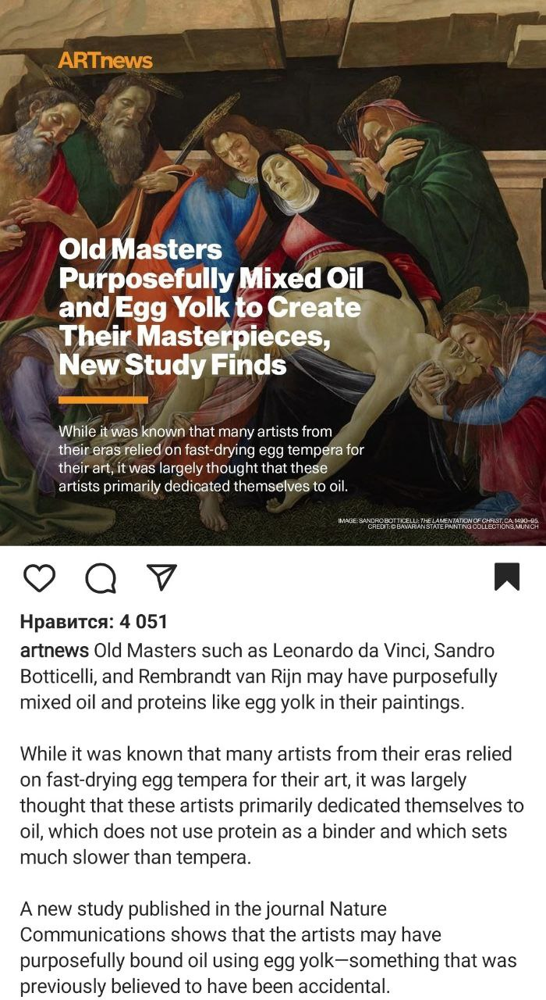 ARTnews
Old Masters
Purposefully Mixed Oil
and Egg Yolk to Create
Their Masterpieces,
New Study Finds
While it was known that many artists from
their eras relied on fast-drying egg tempera for
their art, it was largely thought that these
artists primarily dedicated themselves to oil.
IMAGE: SANDRO BOTTICELLI: THE LAMENTATION OF CHRIST, CA. 1490–95.
CREDIT: © BAVARIAN STATE PAINTING COLLECTIONS, MUNICH
Нравится: 4 051
artnews Old Masters such as Leonardo da Vinci, Sandro
Botticelli, and Rembrandt van Rijn may have purposefully
mixed oil and proteins like egg yolk in their paintings.
While it was known that many artists from their eras relied
on fast-drying egg tempera for their art, it was largely
thought that these artists primarily dedicated themselves to
oil, which does not use protein as a binder and which sets
much slower than tempera.
A new study published in the journal Nature
Communications shows that the artists may have
purposefully bound oil using egg yolk—something that was
previously believed to have been accidental.